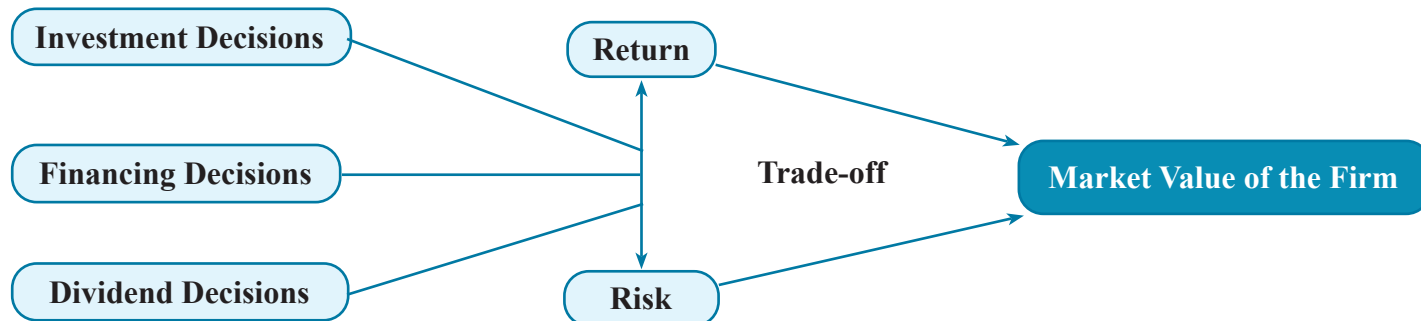 Investment Decisions
Return
Financing Decisions
Trade-off
Market Value of the Firm
Dividend Decisions
Risk